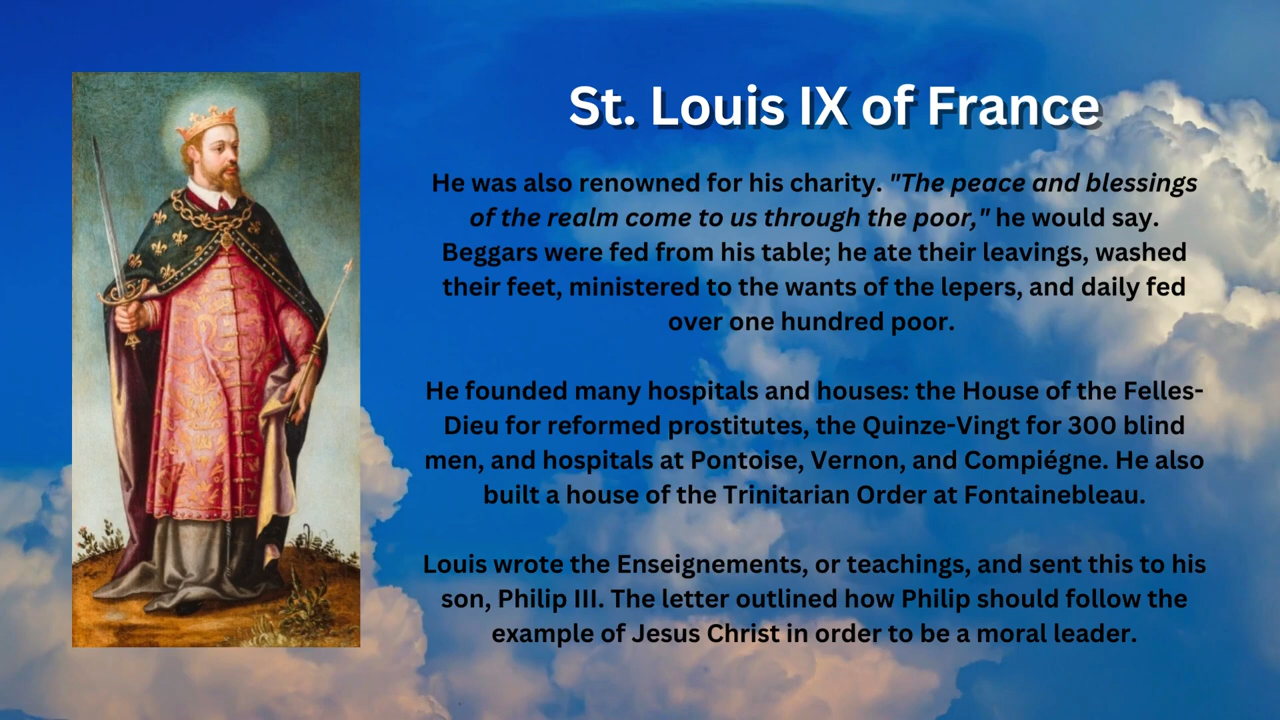 St. Louis IX of France
He was also renowned for his charity. "The peace and blessings
of the realm come to us through the poor," he would say.
Beggars were fed from his table; he ate their leavings, washed
their feet, ministered to the wants of the lepers, and daily fed
over one hundred poor.
He founded many hospitals and houses: the House of the Felles-
Dieu for reformed prostitutes, the Quinze-Vingt for 300 blind
men, and hospitals at Pontoise, Vernon, and Compiégne. He also
built a house of the Trinitarian Order at Fontainebleau.
Louis wrote the Enseignements, or teachings, and sent this to his
son, Philip III. The letter outlined how Philip should follow the
example of Jesus Christ in order to be a moral leader.